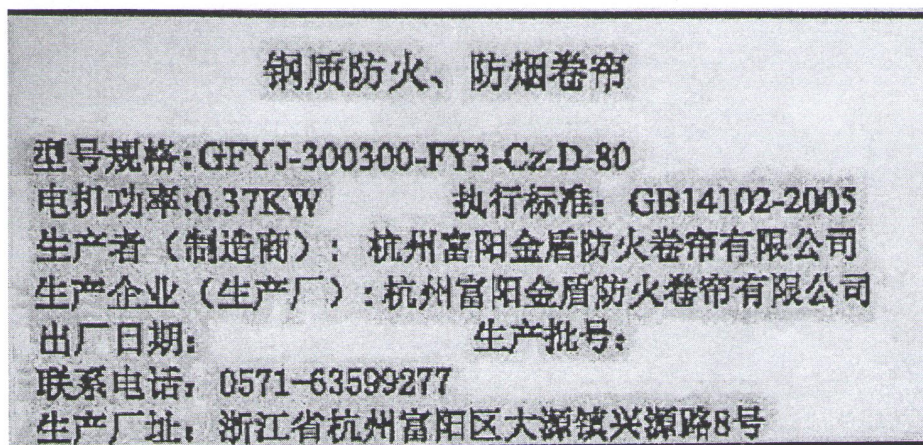 钢质防火、防烟卷帘
型号规格:GFYJ-300300-FY3-Cz-D-80
电机功率:0.37KW 执行标准：GB14102-2005
生产者（制造商）：杭州富阳金盾防火卷帘有限公司
生产企业（生产厂）:杭州富阳金盾防火卷帘有限公司
出厂日期： 生产批号：
联系电话：0571-63599277
生产厂址：浙江省杭州富阳区大源镇兴源路8号